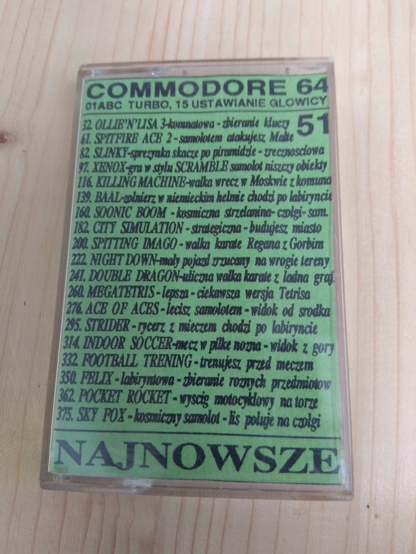 COMMODORE 64
01ABC TURBO, 15 USTAWIANIE GLOWICY
51
32. OLLIE'N'LISA 3-komnatowa - zbieranie kluczy
61. SPITFIRE ACE 2 - samolotem atakujesz Malte
82. SLINKY-sprezynka skacze po piramidzie - zrecznosciowa
97. XENOX-gra w stylu SCRAMBLE samolot niszczy obiekty
116. KILLING MACHINE-walka wrecz w Moskwie z komuna
139. BAAL-zolnierz w niemieckim helmie chodzi po labiryncie
160. SOONIC BOOM - kosmiczna strzelanina- czolgi- sam.
182. CITY SIMULATION - strategiczna - budujesz miasto
200. SPITTING IMAGO - walka karate Regana z Gorbim
222. NIGHT DOWN-maly pojazd zrzucany na wrogie tereny
241. DOUBLE DRAGON-uliczna walka karate z ladna graf.
260. MEGATETRIS - lepsza - ciekawsza wersja Tetrisa
276. ACE OF ACES - lecisz samolotem - widok od srodka
295. STRIDER - rycerz z mieczem chodzi po labiryncie
314. INDOOR SOCCER-mecz w pilke nozna - widok z gory
332. FOOTBALL TRENING - trenujesz przed meczem
350. FELIX - labiryntowa - zbieranie roznych przedmiotow
362. POCKET ROCKET - wyscig motocyklowy na torze
375. SKY FOX - kosmiczny samolot - lis poluje na czolgi
NAJNOWSZE